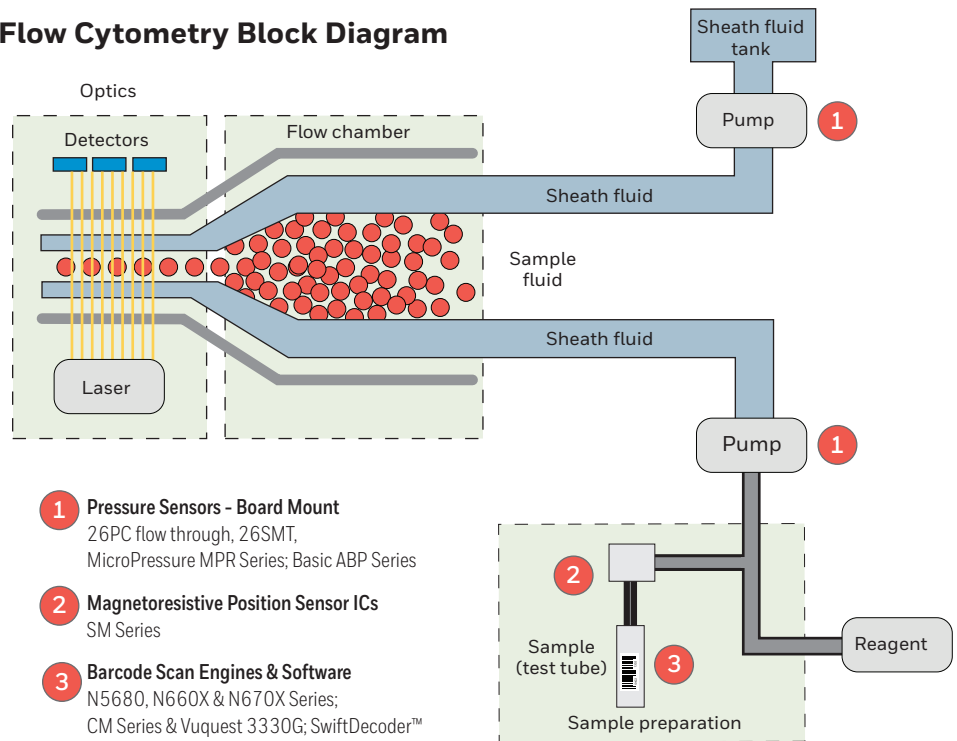 Flow Cytometry Block Diagram
Sheath fluid
tank
Optics
Pump
1
Detectors
Flow chamber
Sheath fluid
Sample
fluid
Sheath fluid
Laser
Pump
1
1
Pressure Sensors - Board Mount
26PC flow through, 26SMT,
MicroPressure MPR Series; Basic ABP Series
2
Magnetoresistive Position Sensor ICs
SM Series
3
Barcode Scan Engines & Software
N5680, N660X & N670X Series;
CM Series & Vuquest 3330G; SwiftDecoder™
2
Sample
(test tube)
3
Reagent
Sample preparation